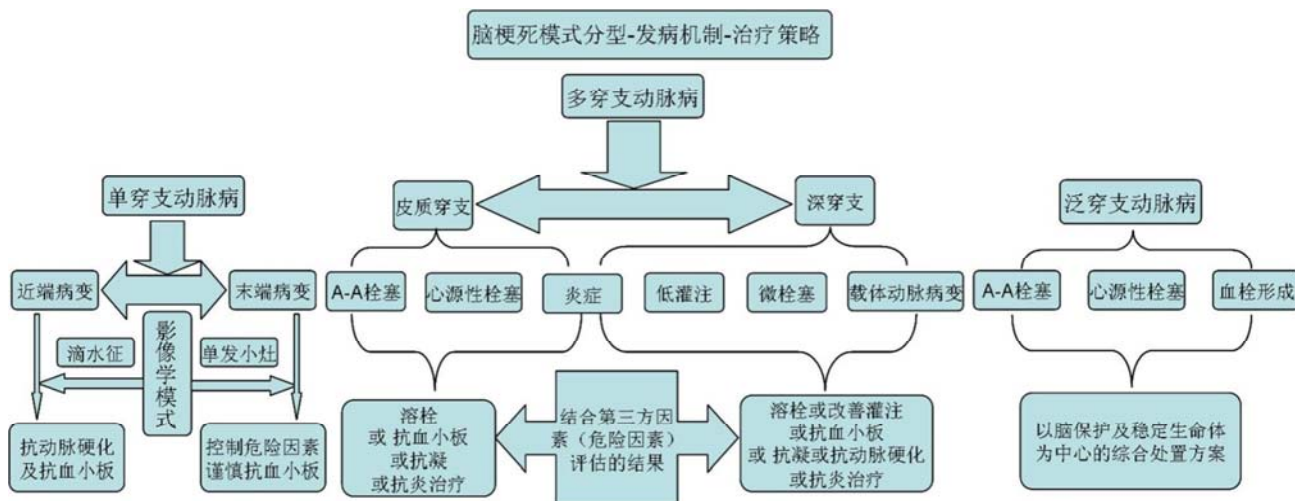 脑梗死模式分型-发病机制-治疗策略
多穿支动脉病
单穿支动脉病
皮质穿支
深穿支
泛穿支动脉病
近端病变
末端病变
A-A栓塞
心源性栓塞
炎症
低灌注
微栓塞
载体动脉病变
A-A栓塞
心源性栓塞
血栓形成
滴水征
影像学模式
单发小灶
抗动脉硬化
及抗血小板
控制危险因素
谨慎抗血小板
溶栓
或 抗血小板
或抗凝
或抗炎治疗
结合第三方因
素（危险因素）
评估的结果
溶栓或改善灌注
或抗血小板
或 抗凝或抗动脉硬化
或抗炎治疗
以脑保护及稳定生命体
为中心的综合处置方案